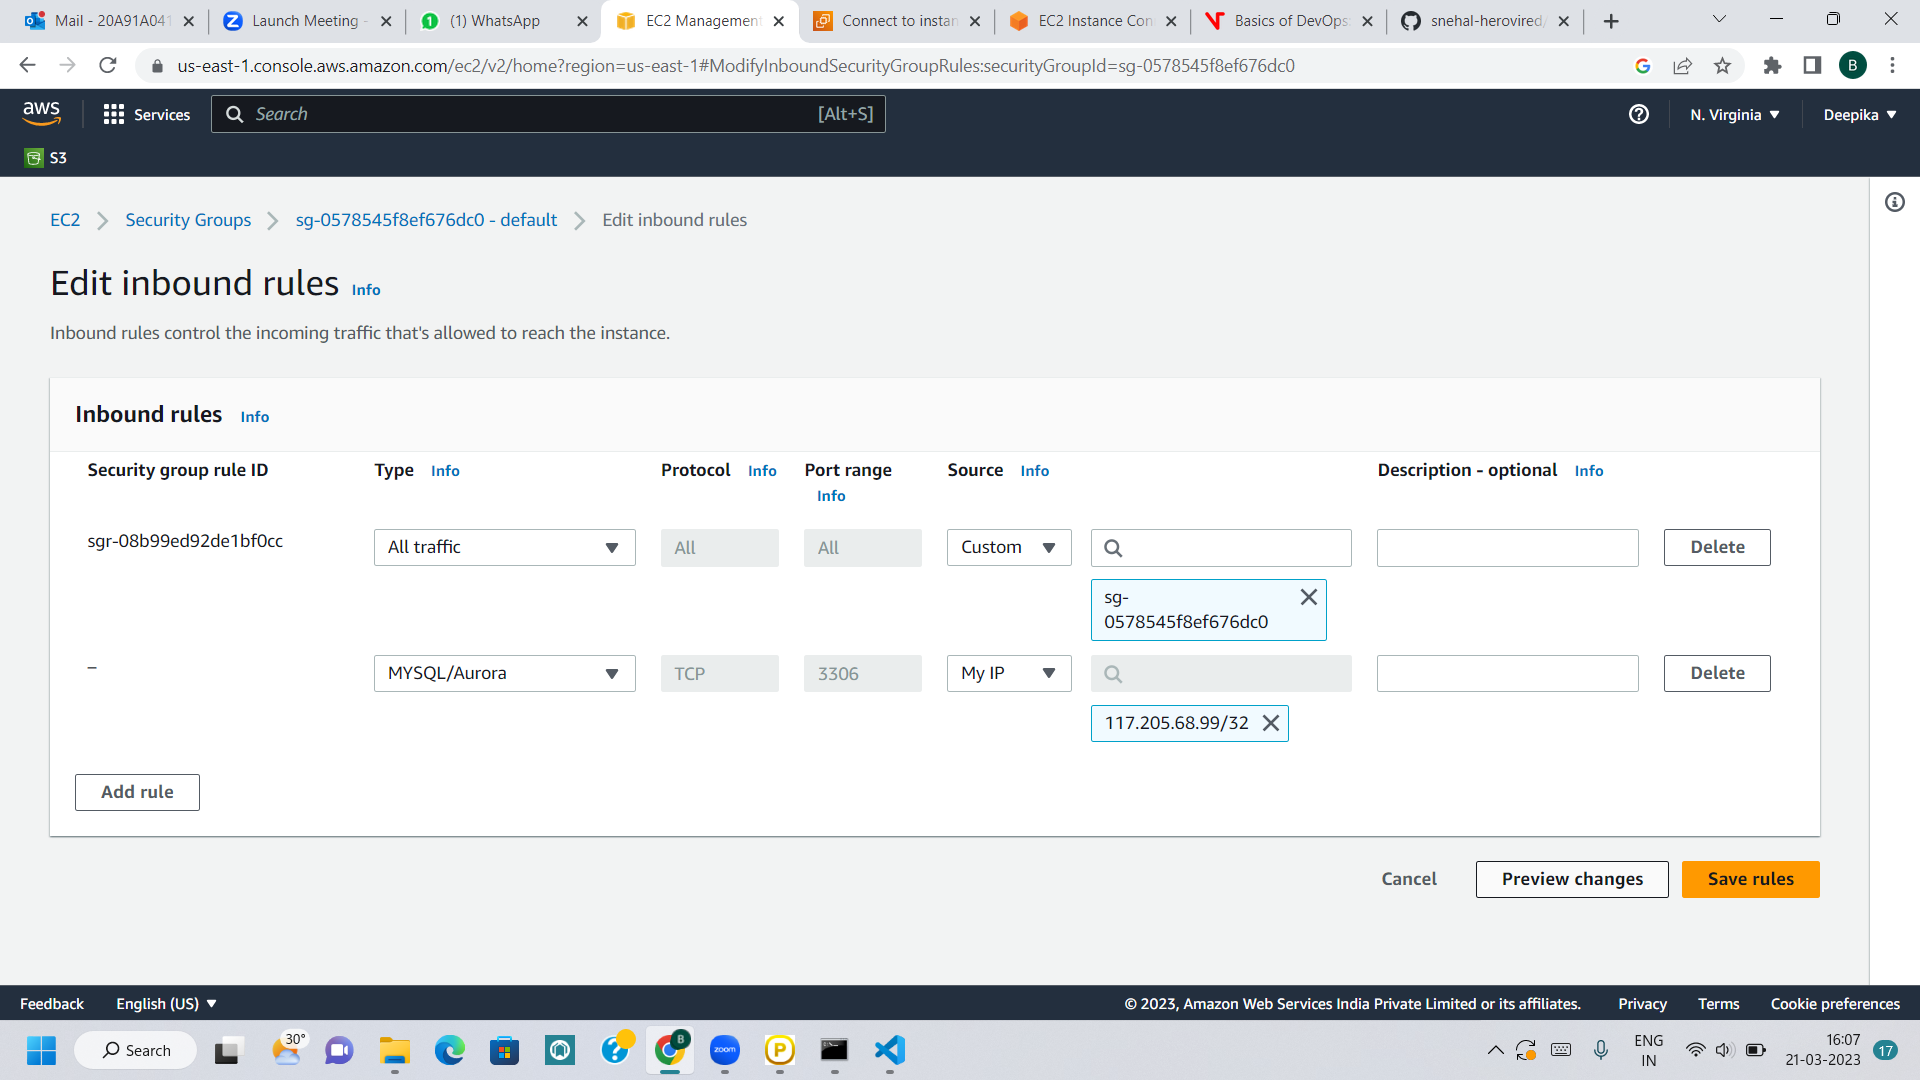 Mail - 20A91A041
Launch Meeting -
(1) WhatsApp
EC2 Management
Connect to instan
EC2 Instance Con
Basics of DevOps
snehal-herovired/
us-east-1.console.aws.amazon.com/ec2/v2/home?region=us-east-1#ModifyInboundSecurityGroupRules:securityGroupId=sg-0578545f8ef676dc0
B
aws
Services
Search
[Alt+S]
N. Virginia
Deepika
S3
EC2
Security Groups
sg-0578545f8ef676dc0 - default
Edit inbound rules
Edit inbound rules Info
Inbound rules control the incoming traffic that's allowed to reach the instance.
Inbound rules Info
Security group rule ID
Type Info
Protocol Info
Port range
Info
Source Info
Description - optional Info
sgr-08b99ed92de1bf0cc
All traffic
All
All
Custom
Delete
sg-
0578545f8ef676dc0
–
MYSQL/Aurora
TCP
3306
My IP
Delete
117.205.68.99/32
Add rule
Cancel
Preview changes
Save rules
Feedback
English (US)
© 2023, Amazon Web Services India Private Limited or its affiliates.
Privacy
Terms
Cookie preferences
Search
30°
B
zoom
P
ENG
IN
16:07
21-03-2023
17